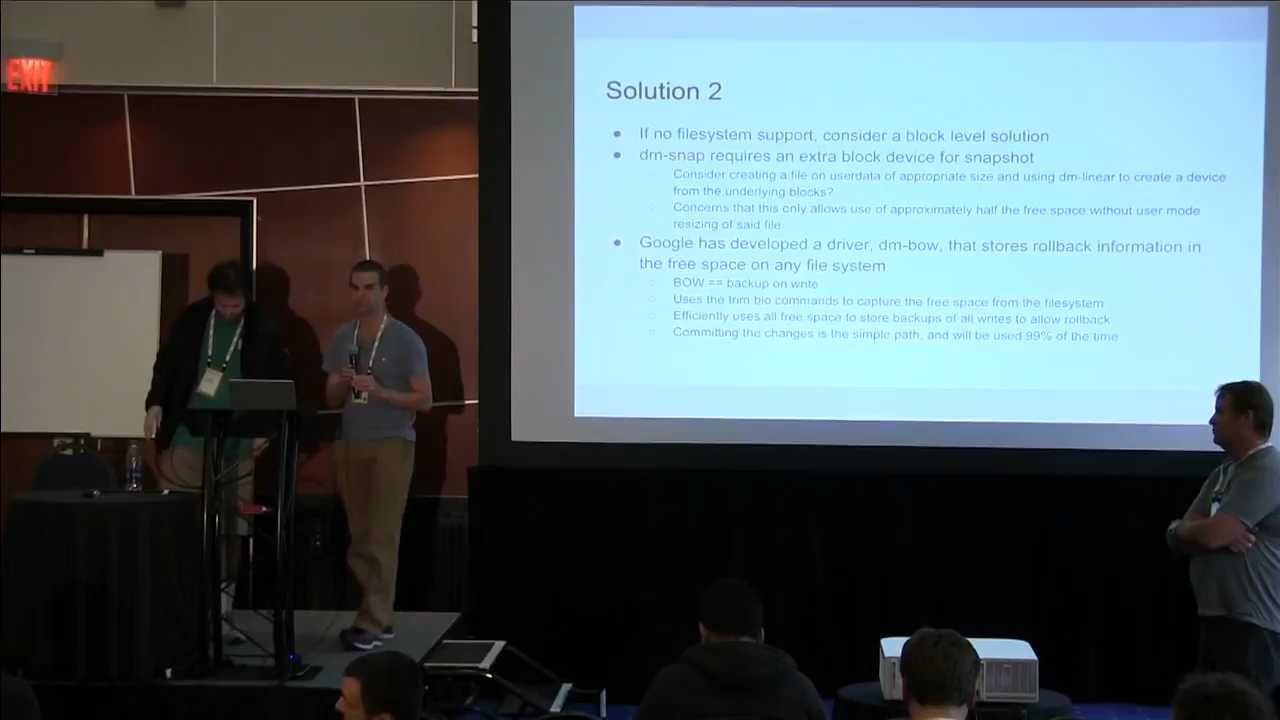 EXIT
Solution 2
● If no filesystem support, consider a block level solution
● dm-snap requires an extra block device for snapshot
○ Consider creating a file on userdata of appropriate size and using dm-linear to create a device
from the underlying blocks?
○ Concerns that this only allows use of approximately half the free space without user mode
resizing of said file
● Google has developed a driver, dm-bow, that stores rollback information in
the free space on any file system
○ BOW == backup on write
○ Uses the trim bio commands to capture the free space from the filesystem
○ Efficiently uses all free space to store backups of all writes to allow rollback
○ Committing the changes is the simple path, and will be used 99% of the time